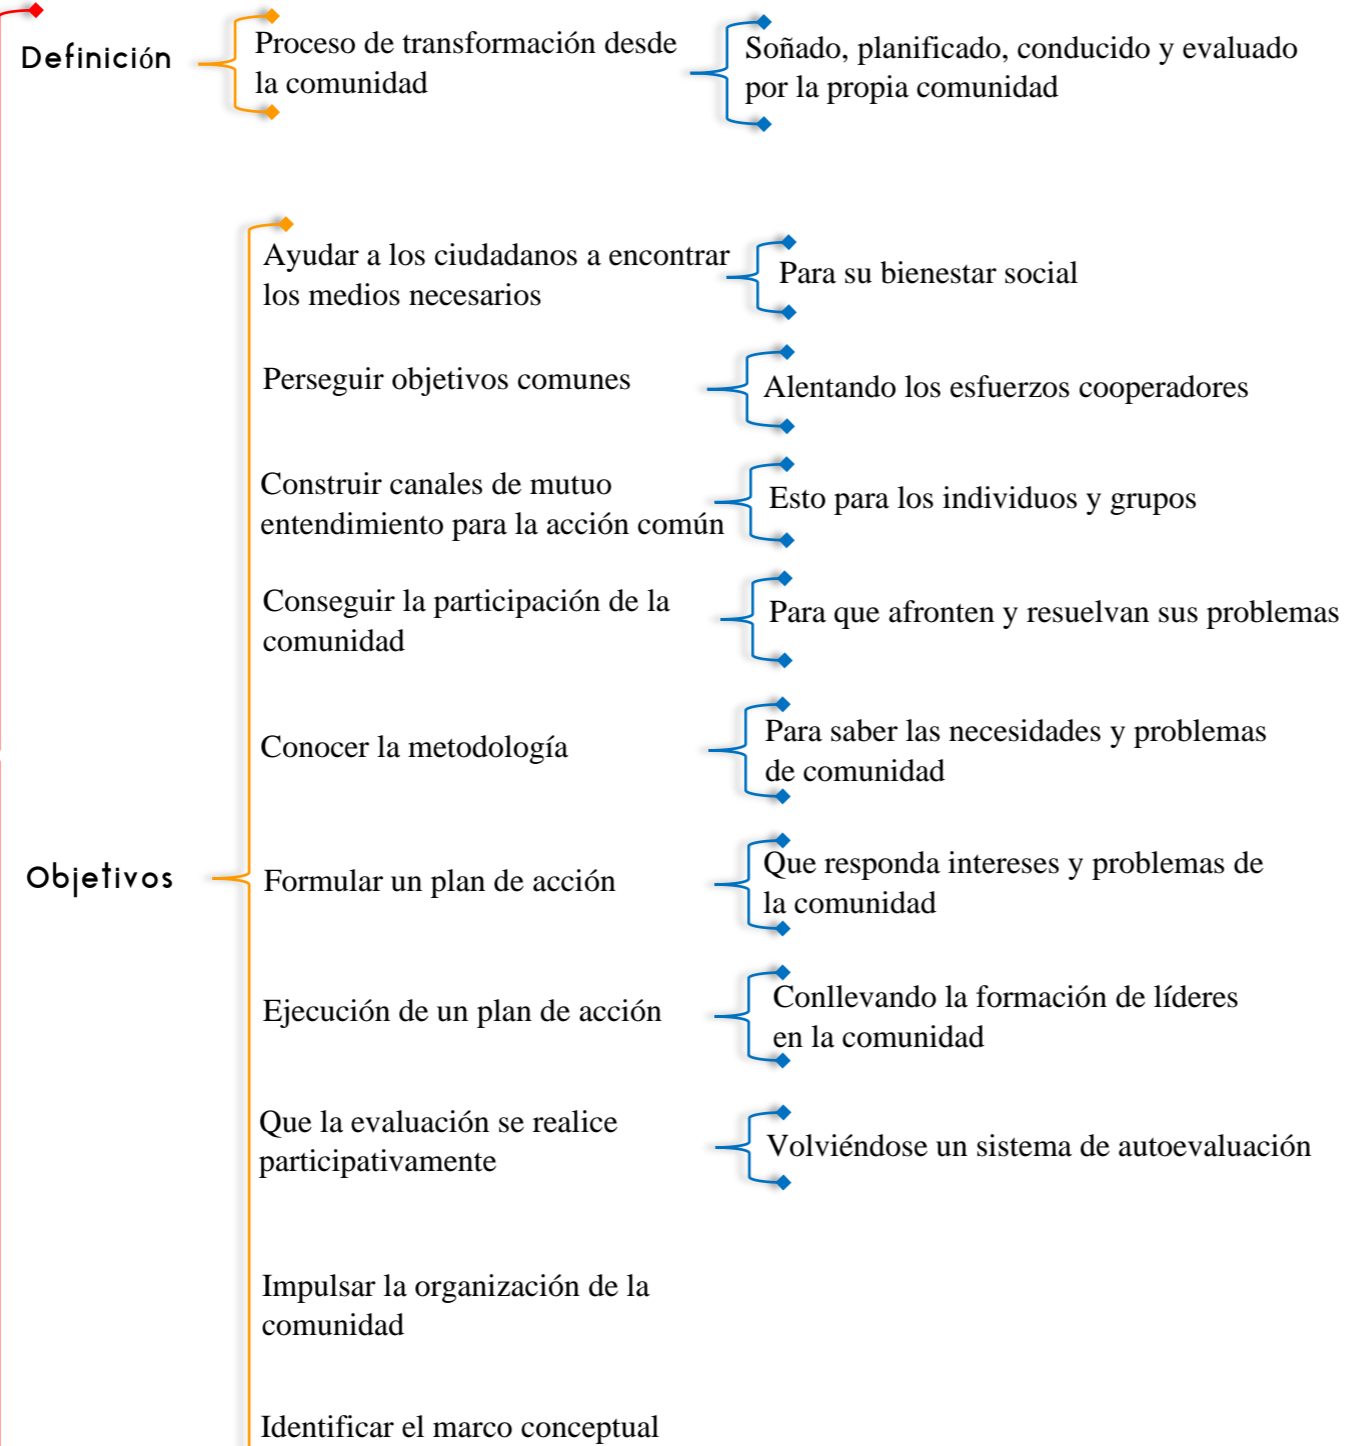 Definición
Proceso de transformación desde
la comunidad
Soñado, planificado, conducido y evaluado
por la propia comunidad
Objetivos
Ayudar a los ciudadanos a encontrar
los medios necesarios
Para su bienestar social
Perseguir objetivos comunes
Alentando los esfuerzos cooperadores
Construir canales de mutuo
entendimiento para la acción común
Esto para los individuos y grupos
Conseguir la participación de la
comunidad
Para que afronten y resuelvan sus problemas
Conocer la metodología
Para saber las necesidades y problemas
de comunidad
Formular un plan de acción
Que responda intereses y problemas de
la comunidad
Ejecución de un plan de acción
Conllevando la formación de líderes
en la comunidad
Que la evaluación se realice
participativamente
Volviéndose un sistema de autoevaluación
Impulsar la organización de la
comunidad
Identificar el marco conceptual